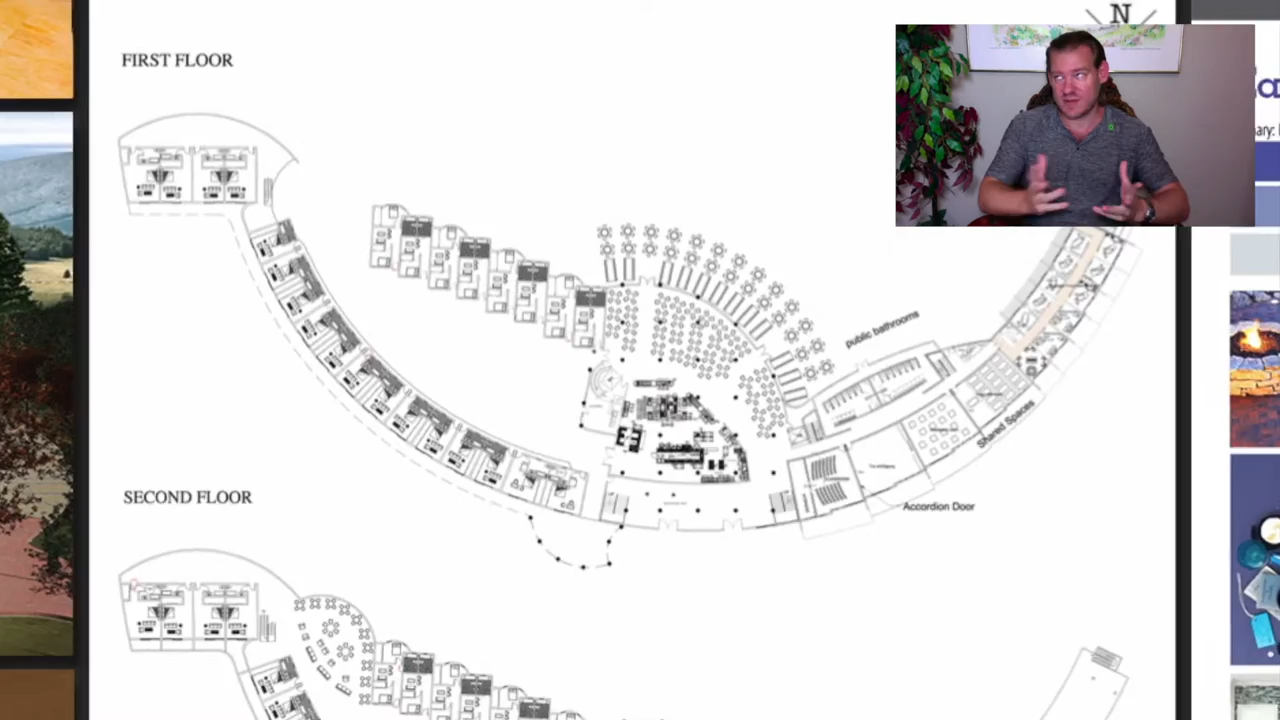 N
FIRST FLOOR
public bathrooms
Shared Spaces
SECOND FLOOR
Accordion Door